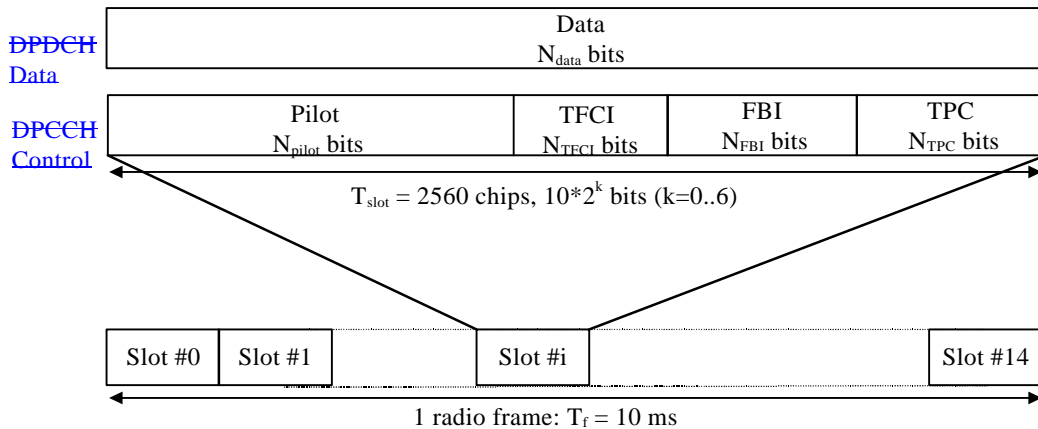 Data
N_data bits
DPDCH
Data
Pilot
N_pilot bits
TFCI
N_TFCI bits
FBI
N_FBI bits
TPC
N_TPC bits
DPCCH
Control
T_slot = 2560 chips, 10*2^k bits (k=0..6)
Slot #0 Slot #1 Slot #i Slot #14
1 radio frame: T_f = 10 ms